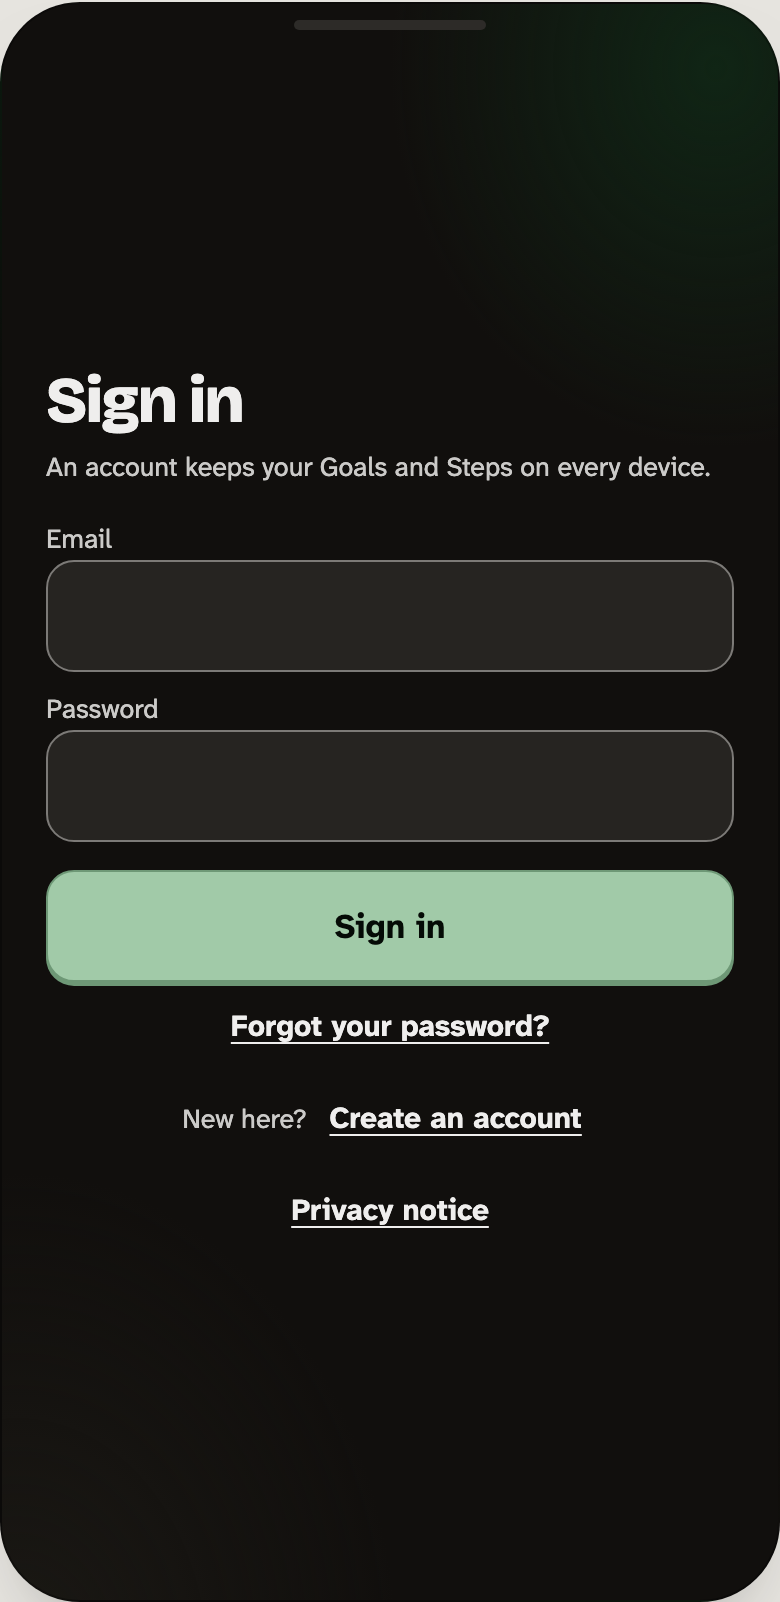 Sign in
An account keeps your Goals and Steps on every device.
Email
Password
Sign in
Forgot your password?
New here? Create an account
Privacy notice